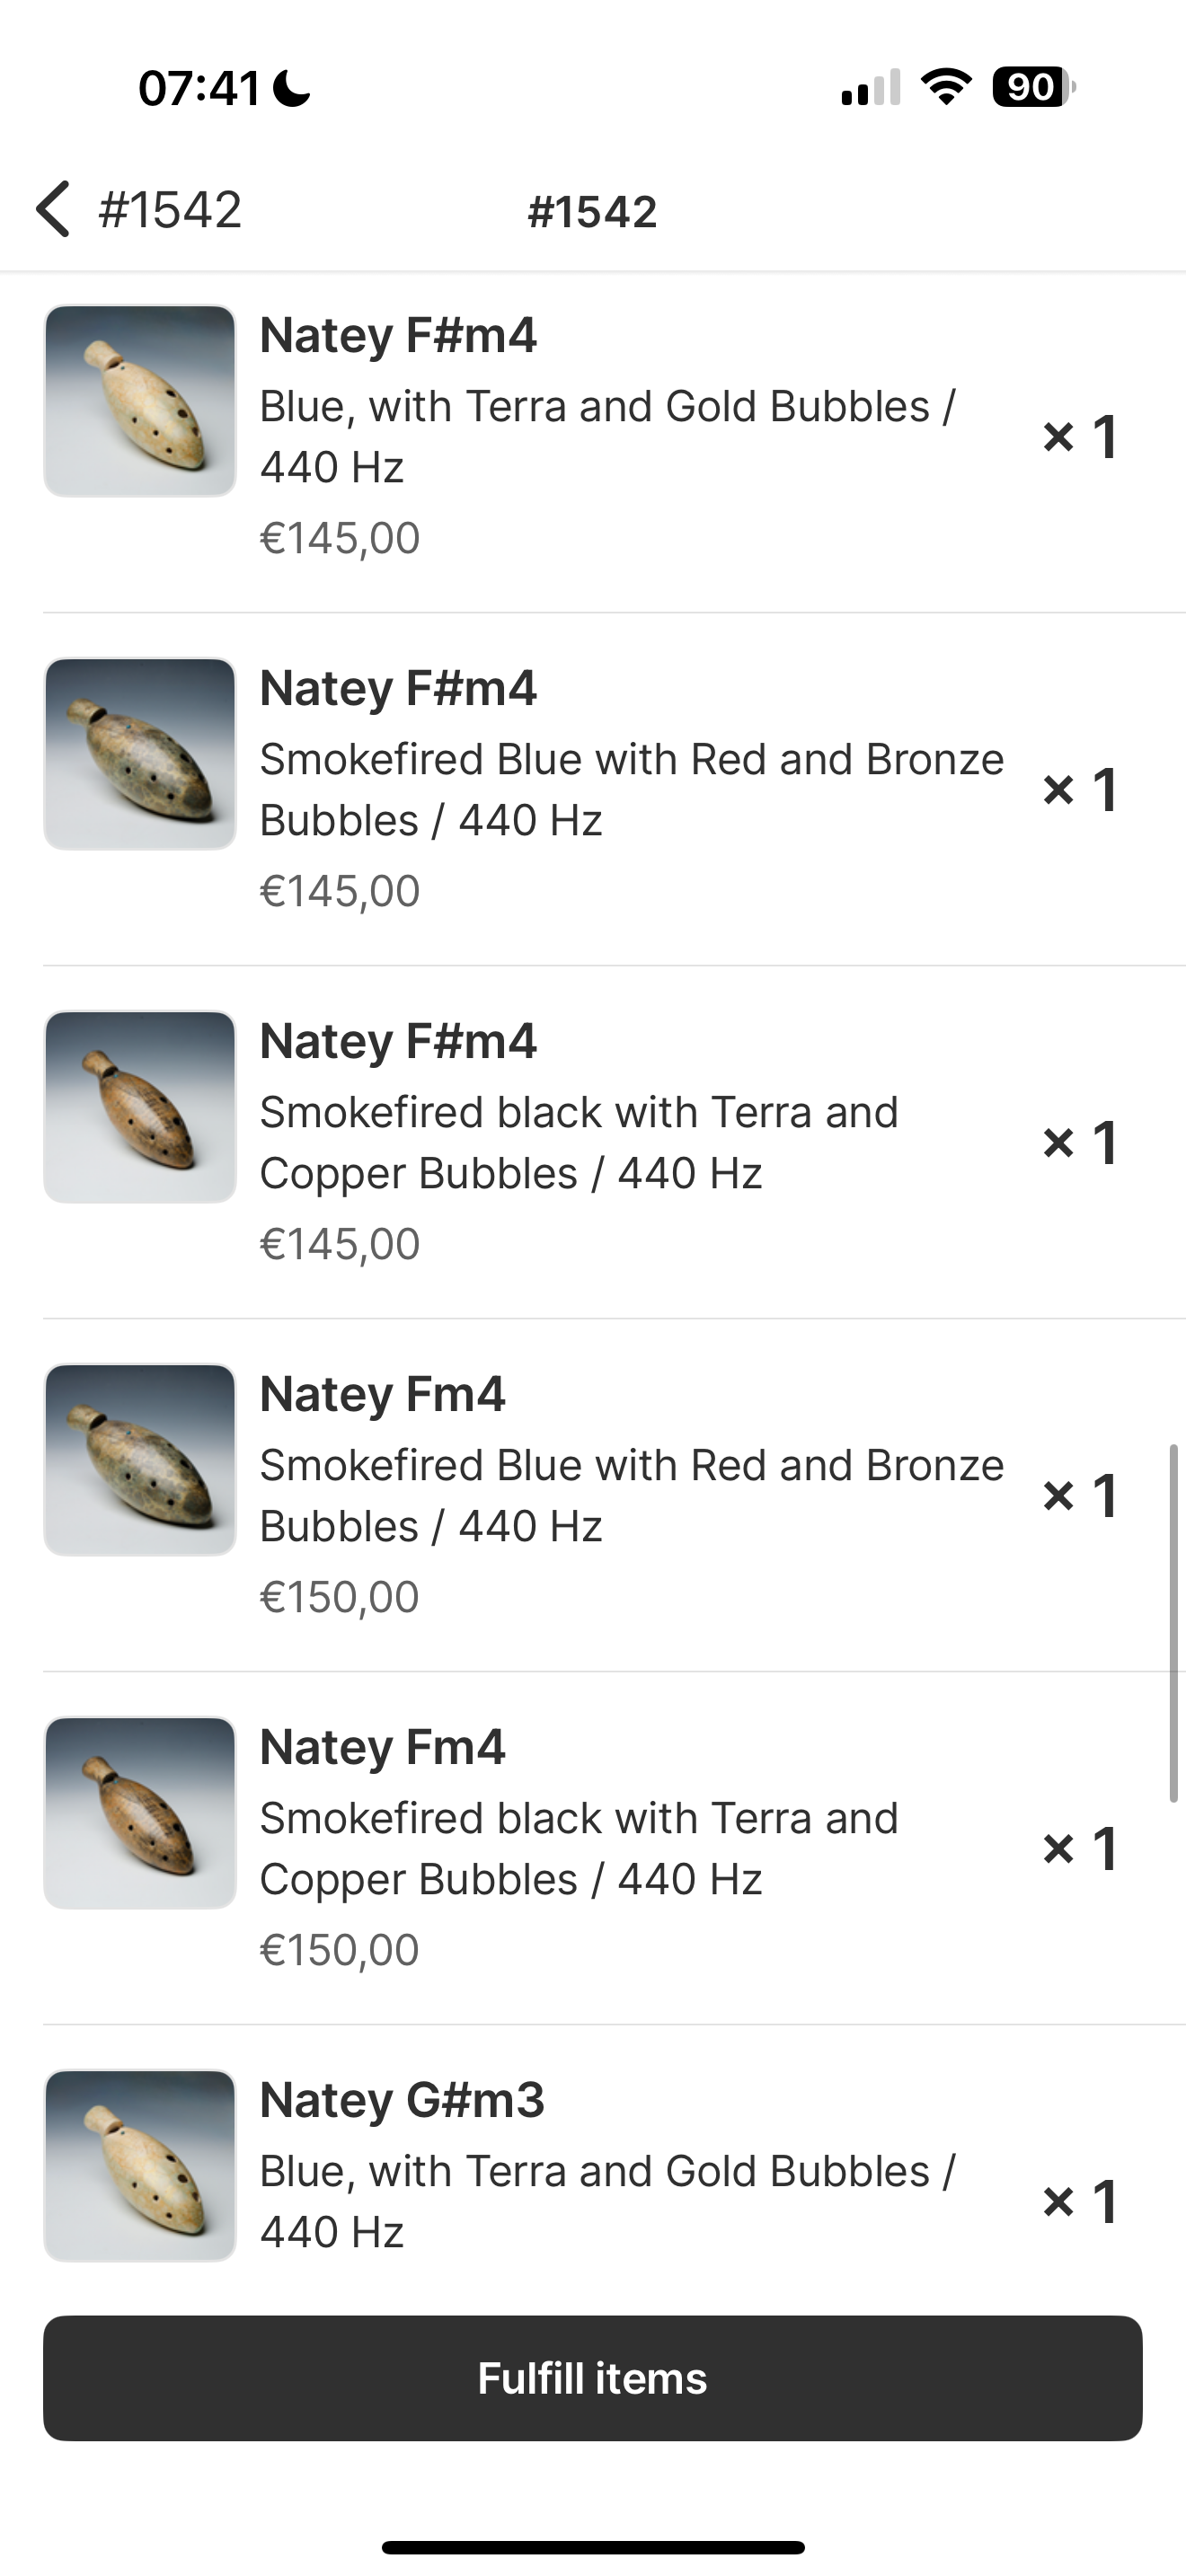 07:41
90
#1542
#1542
Natey F#m4
Blue, with Terra and Gold Bubbles /
440 Hz
× 1
€145,00
Natey F#m4
Smokefired Blue with Red and Bronze
Bubbles / 440 Hz
× 1
€145,00
Natey F#m4
Smokefired black with Terra and
Copper Bubbles / 440 Hz
× 1
€145,00
Natey Fm4
Smokefired Blue with Red and Bronze
Bubbles / 440 Hz
× 1
€150,00
Natey Fm4
Smokefired black with Terra and
Copper Bubbles / 440 Hz
× 1
€150,00
Natey G#m3
Blue, with Terra and Gold Bubbles /
440 Hz
× 1
Fulfill items